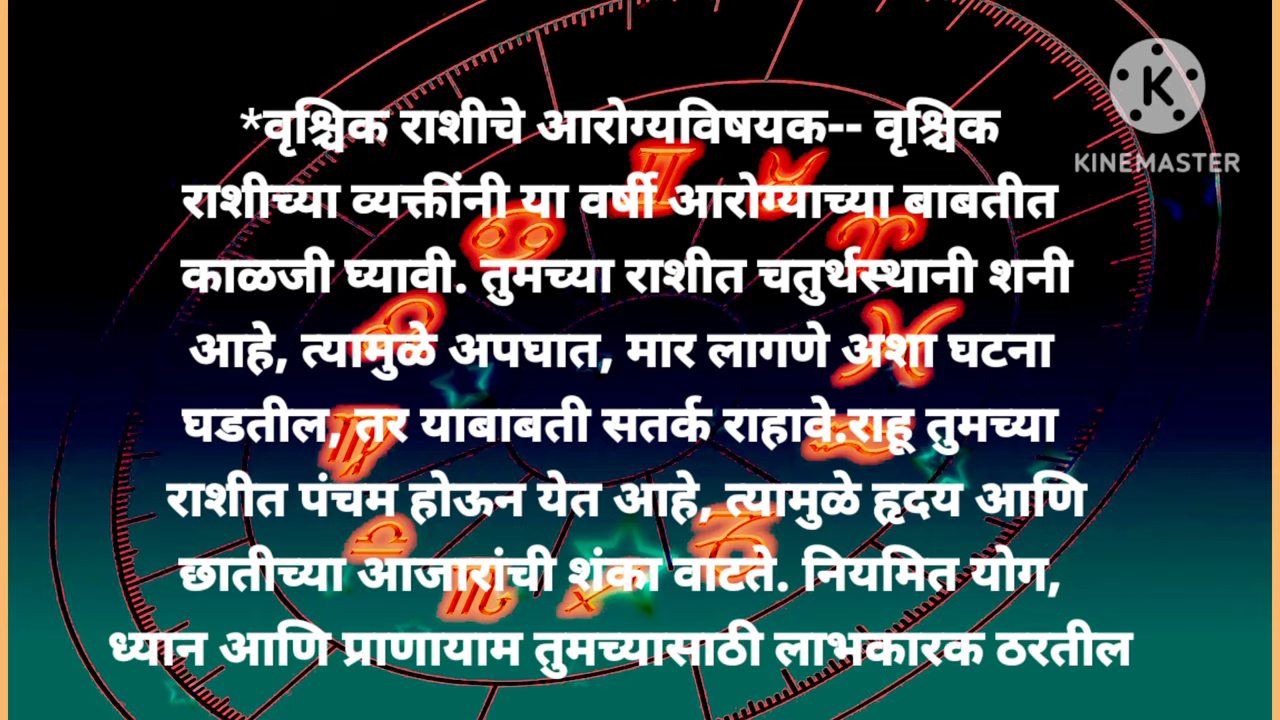 *वृश्चिक राशीचे आरोग्यविषयक-- वृश्चिक
राशीच्या व्यक्तींनी या वर्षी आरोग्याच्या बाबतीत
काळजी घ्यावी. तुमच्या राशीत चतुर्थस्थानी शनी
आहे, त्यामुळे अपघात, मार लागणे अशा घटना
घडतील, तर याबाबती सतर्क राहावे.राहू तुमच्या
राशीत पंचम होऊन येत आहे, त्यामुळे हृदय आणि
छातीच्या आजारांची शंका वाटते. नियमित योग,
ध्यान आणि प्राणायाम तुमच्यासाठी लाभकारक ठरतील
K
KINEMASTER